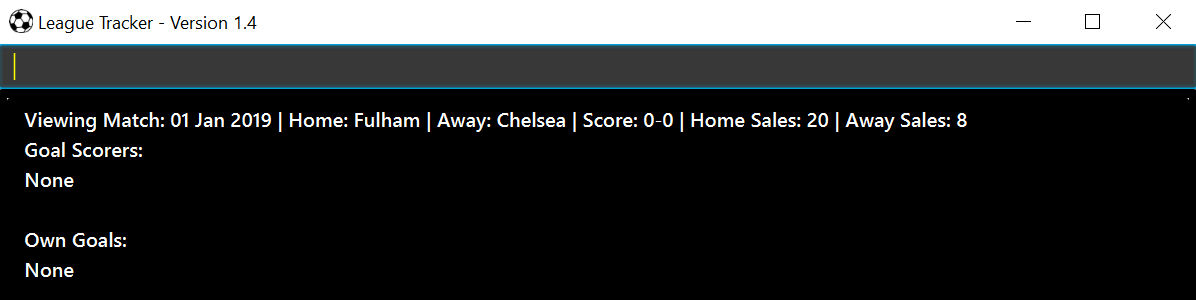 League Tracker - Version 1.4
Viewing Match: 01 Jan 2019 | Home: Fulham | Away: Chelsea | Score: 0-0 | Home Sales: 20 | Away Sales: 8
Goal Scorers:
None
Own Goals:
None